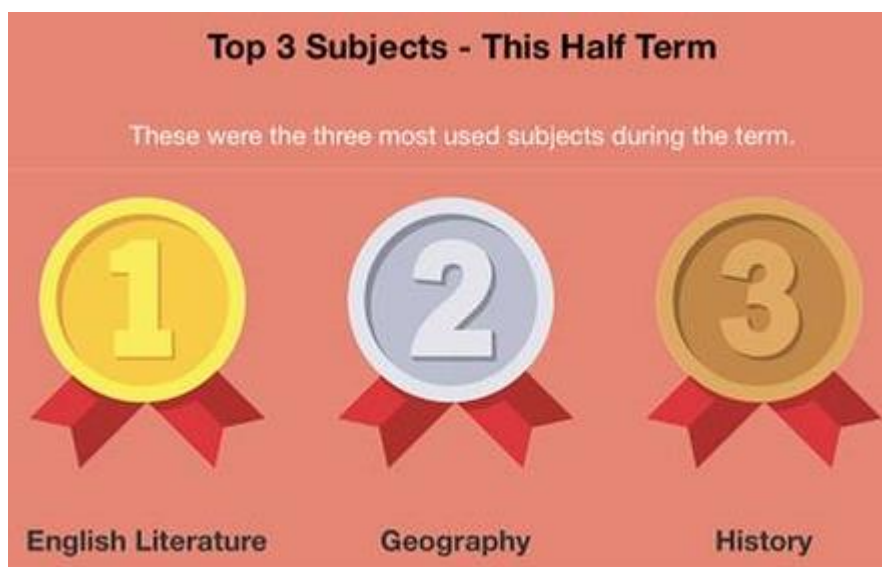 Top 3 Subjects - This Half Term
These were the three most used subjects during the term.
1 2 3
English Literature Geography History